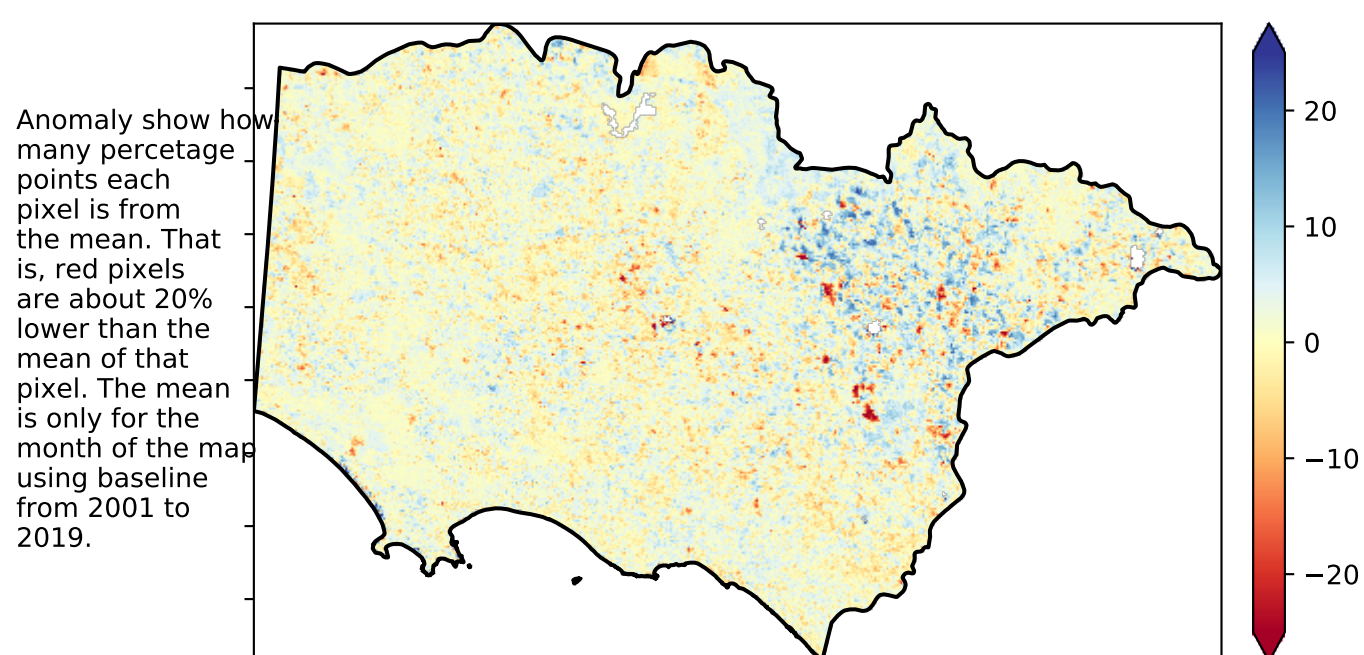 Anomaly show how
many percetage
points each
pixel is from
the mean. That
is, red pixels
are about 20%
lower than the
mean of that
pixel. The mean
is only for the
month of the map
using baseline
from 2001 to
2019.
20
10
0
−10
−20